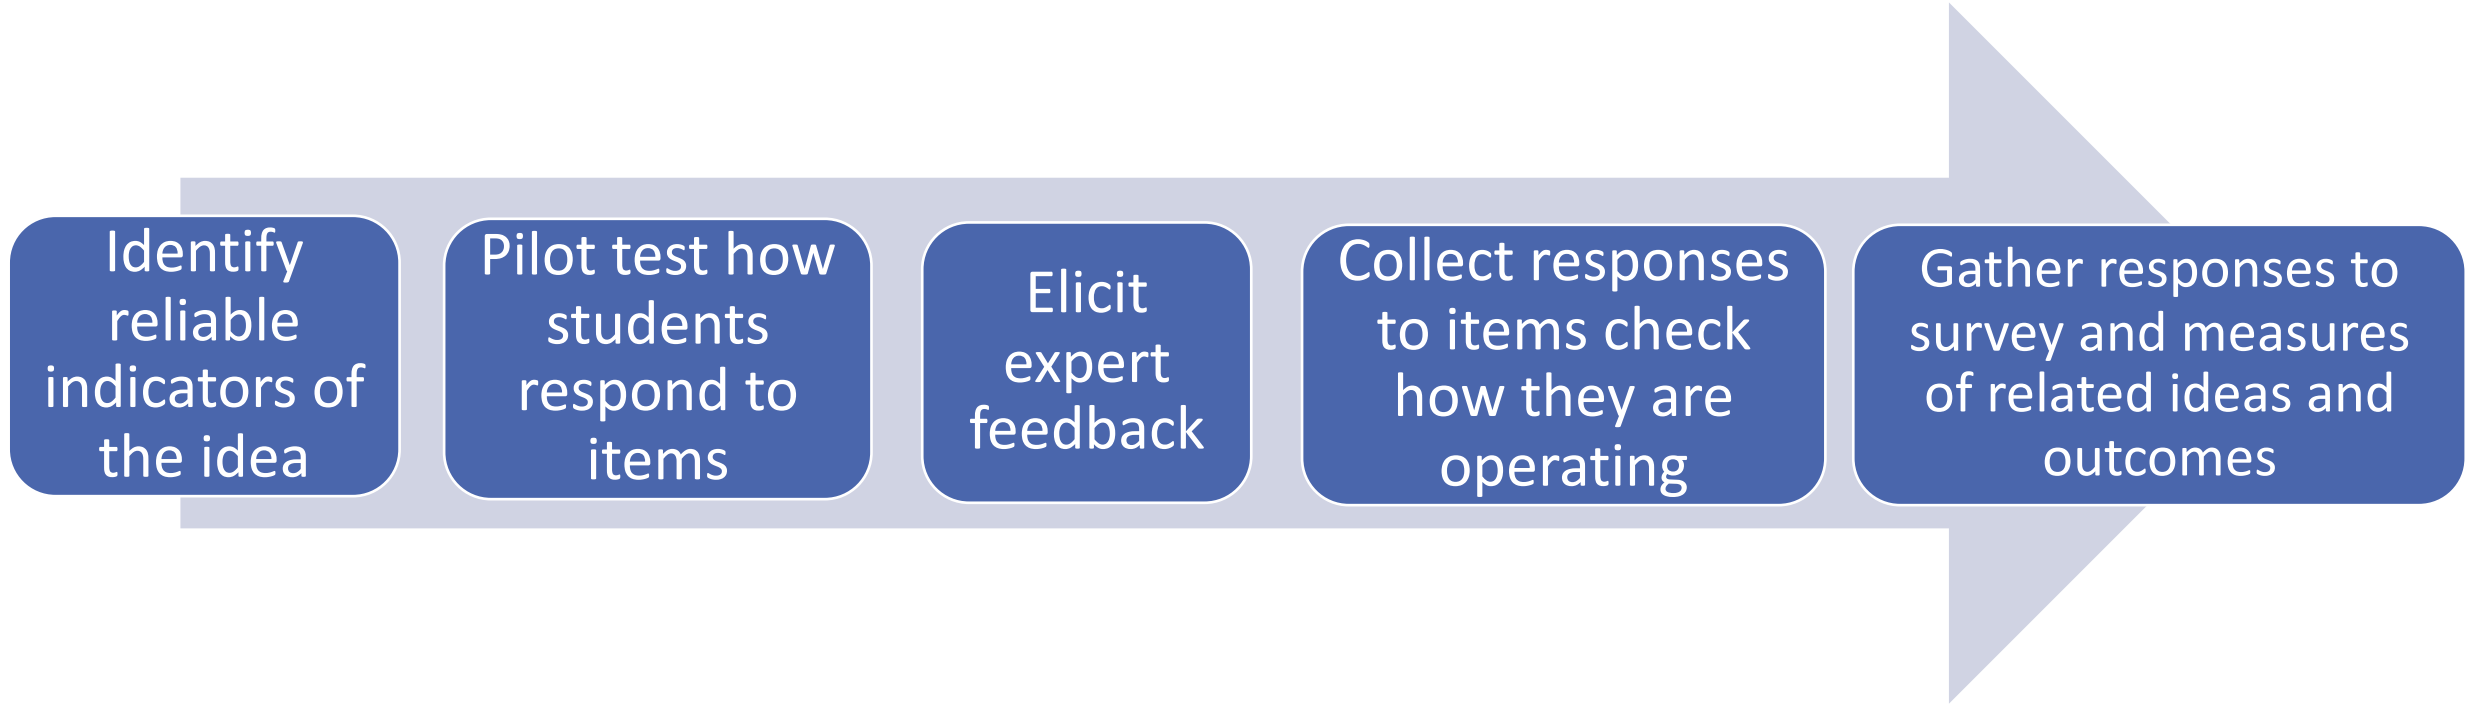 Identify
reliable
indicators of
the idea
Pilot test how
students
respond to
items
Elicit
expert
feedback
Collect responses
to items check
how they are
operating
Gather responses to
survey and measures
of related ideas and
outcomes